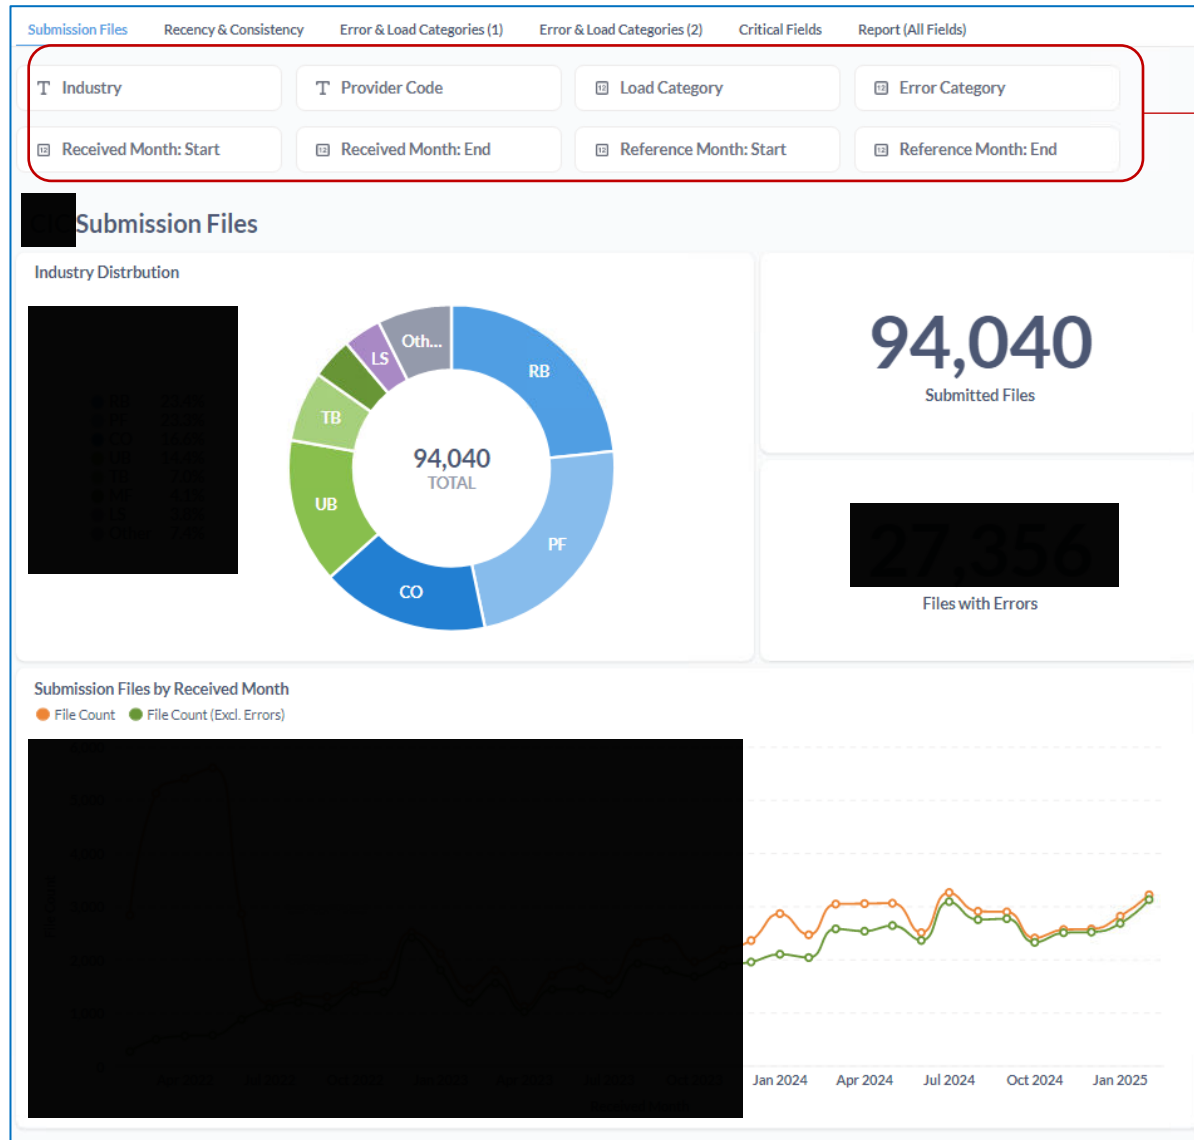 Submission Files
Recency & Consistency
Error & Load Categories (1)
Error & Load Categories (2)
Critical Fields
Report (All Fields)
Industry
Provider Code
Load Category
Error Category
Received Month: Start
Received Month: End
Reference Month: Start
Reference Month: End
Submission Files
Industry Distrbution
94,040
Submitted Files
RB
PF
CO
UB
TB
LS
Oth...
94,040
TOTAL
Files with Errors
Submission Files by Received Month
File Count
File Count (Excl. Errors)
Jan 2024
Apr 2024
Jul 2024
Oct 2024
Jan 2025